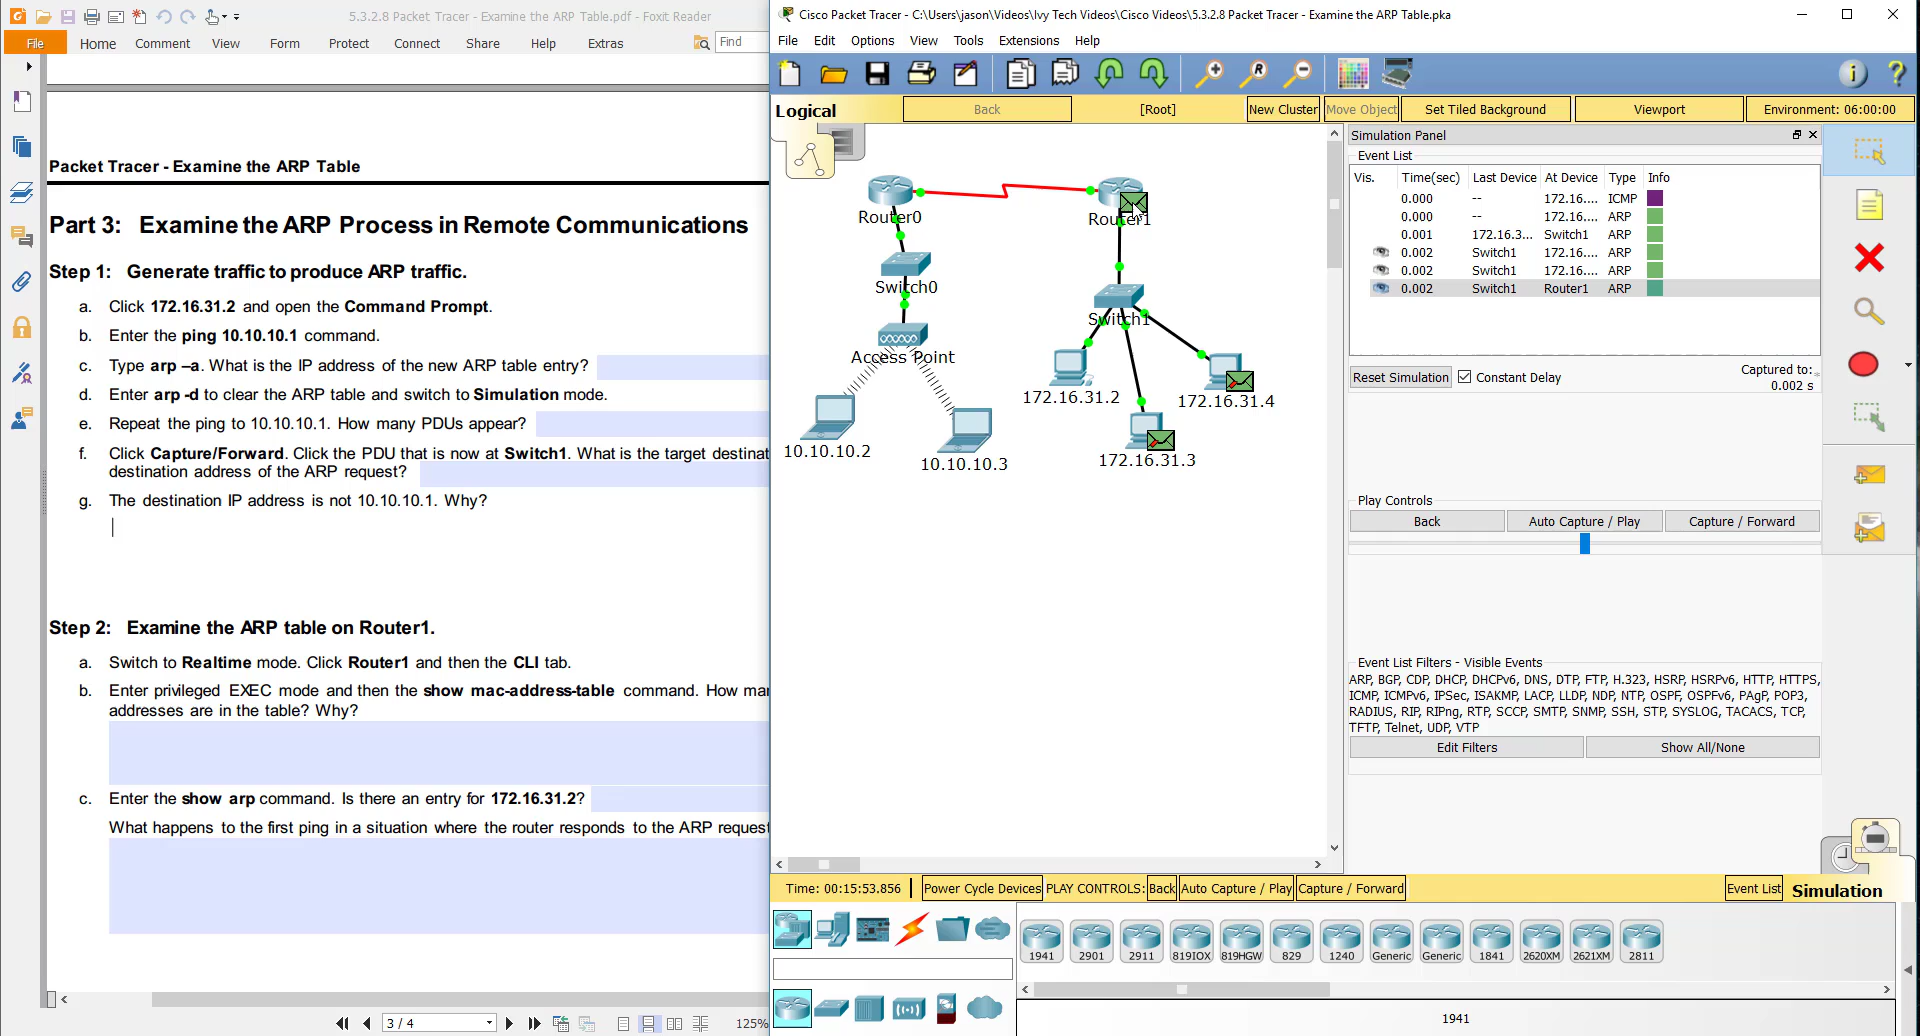 5.3.2.8 Packet Tracer - Examine the ARP Table.pdf - Foxit Reader
File Home Comment View Form Protect Connect Share Help Extras Find
Packet Tracer - Examine the ARP Table
Part 3: Examine the ARP Process in Remote Communications
Step 1: Generate traffic to produce ARP traffic.
a. Click 172.16.31.2 and open the Command Prompt.
b. Enter the ping 10.10.10.1 command.
c. Type arp –a. What is the IP address of the new ARP table entry?
d. Enter arp -d to clear the ARP table and switch to Simulation mode.
e. Repeat the ping to 10.10.10.1. How many PDUs appear?
f. Click Capture/Forward. Click the PDU that is now at Switch1. What is the target destinat
destination address of the ARP request?
g. The destination IP address is not 10.10.10.1. Why?
Step 2: Examine the ARP table on Router1.
a. Switch to Realtime mode. Click Router1 and then the CLI tab.
b. Enter privileged EXEC mode and then the show mac-address-table command. How mar
addresses are in the table? Why?
c. Enter the show arp command. Is there an entry for 172.16.31.2?
What happens to the first ping in a situation where the router responds to the ARP request
3 / 4 125%
Cisco Packet Tracer - C:\Users\jason\Videos\Ivy Tech Videos\Cisco Videos\5.3.2.8 Packet Tracer - Examine the ARP Table.pka
File Edit Options View Tools Extensions Help
Logical Back [Root] New Cluster Move Object Set Tiled Background Viewport Environment: 06:00:00
Router0
Router1
Switch0
Switch1
Access Point
172.16.31.2
172.16.31.4
10.10.10.2
10.10.10.3
172.16.31.3
Simulation Panel
Event List
Vis. Time(sec) Last Device At Device Type Info
0.000 -- 172.16.... ICMP
0.000 -- 172.16.... ARP
0.001 172.16.3... Switch1 ARP
0.002 Switch1 172.16.... ARP
0.002 Switch1 172.16.... ARP
0.002 Switch1 Router1 ARP
Reset Simulation Constant Delay Captured to:
0.002 s
Play Controls
Back Auto Capture / Play Capture / Forward
Event List Filters - Visible Events
ARP, BGP, CDP, DHCP, DHCPv6, DNS, DTP, FTP, H.323, HSRP, HSRPv6, HTTP, HTTPS,
ICMP, ICMPv6, IPSec, ISAKMP, LACP, LLDP, NDP, NTP, OSPF, OSPFv6, PAgP, POP3,
RADIUS, RIP, RIPng, RTP, SCCP, SMTP, SNMP, SSH, STP, SYSLOG, TACACS, TCP,
TFTP, Telnet, UDP, VTP
Edit Filters Show All/None
Time: 00:15:53.856 Power Cycle Devices PLAY CONTROLS: Back Auto Capture / Play Capture / Forward Event List Simulation
1941 2901 2911 819IOX 819HGW 829 1240 Generic Generic 1841 2620XM 2621XM 2811
1941